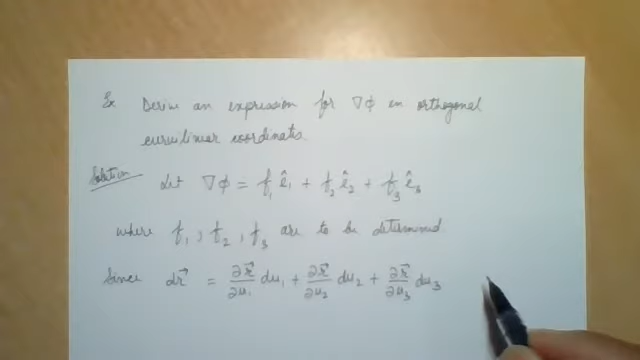 Ex Derive an expression for ∇ϕ in orthogonal
curvilinear coordinates.
Solution Let ∇ϕ = f₁ ê₁ + f₂ ê₂ + f₃ ê₃
where f₁, f₂, f₃ are to be determined
Since dr⃗ = ∂r⃗/∂u₁ du₁ + ∂r⃗/∂u₂ du₂ + ∂r⃗/∂u₃ du₃